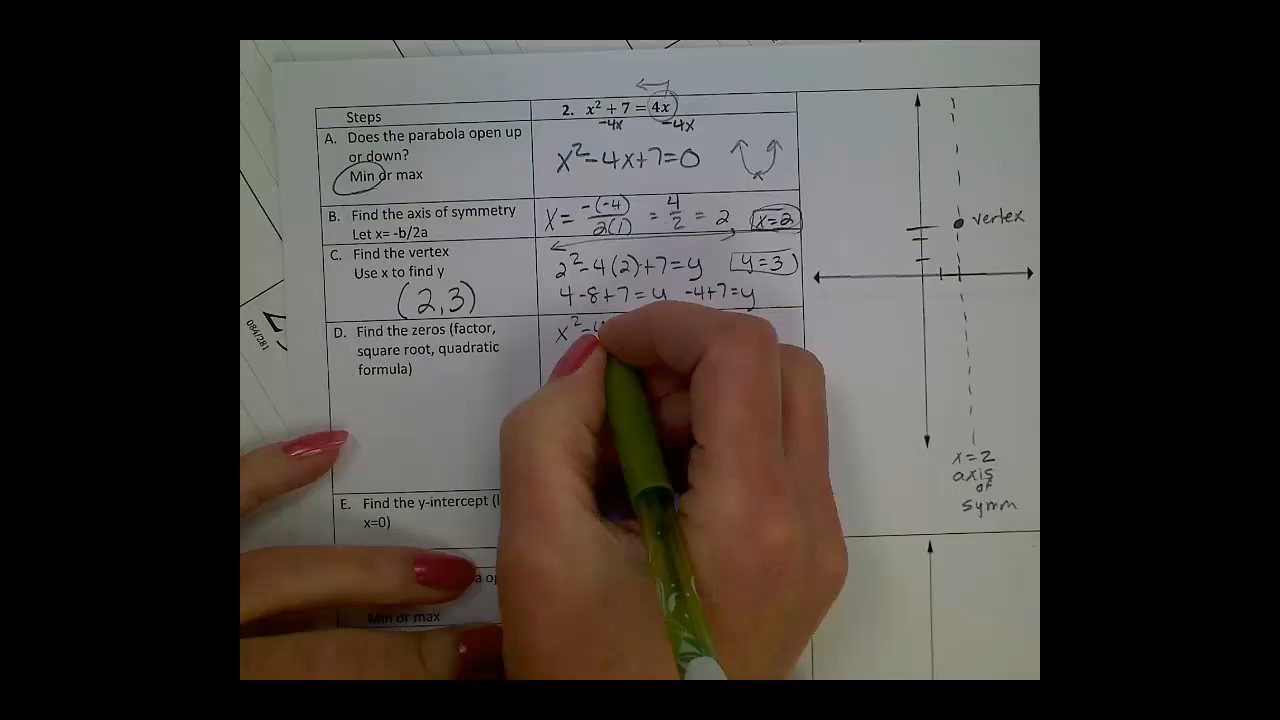 Steps
2. x² + 7 = 4x
-4x -4x
A. Does the parabola open up
or down?
Min or max
x²-4x+7=0
B. Find the axis of symmetry
Let x= -b/2a
x = -(-4)/2(1) = 4/2 = 2 x=2
C. Find the vertex
Use x to find y
(2,3)
2²-4(2)+7=y y=3
4-8+7=y -4+7=y
D. Find the zeros (factor,
square root, quadratic
formula)
x²-4
E. Find the y-intercept
x=0)
Min or max
vertex
x=2
axis
of
symm
084/281